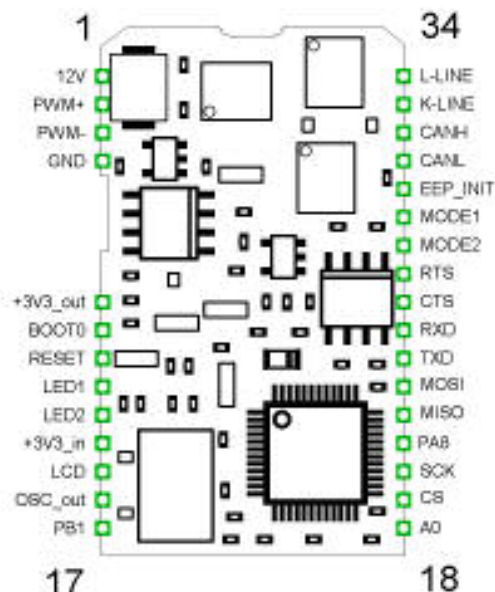 1
34
12V
PWM+
PWM-
GND
+3V3_out
BOOT0
RESET
LED1
LED2
+3V3_in
LCD
OSC_out
PB1
17
L-LINE
K-LINE
CANH
CANL
EEP_INIT
MODE1
MODE2
RTS
CTS
RXD
TXD
MOSI
MISO
PA8
SCK
CS
A0
18